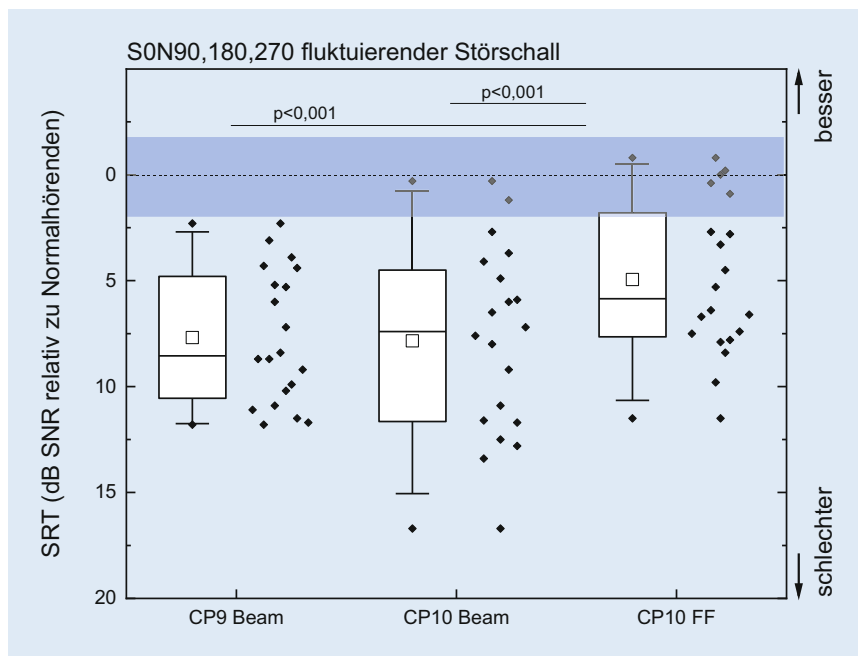 S0N90,180,270 fluktuierender Störschall
p<0,001
p<0,001
besser
0
5
10
15
20
SRT (dB SNR relativ zu Normalhörenden)
schlechter
CP9 Beam
CP10 Beam
CP10 FF